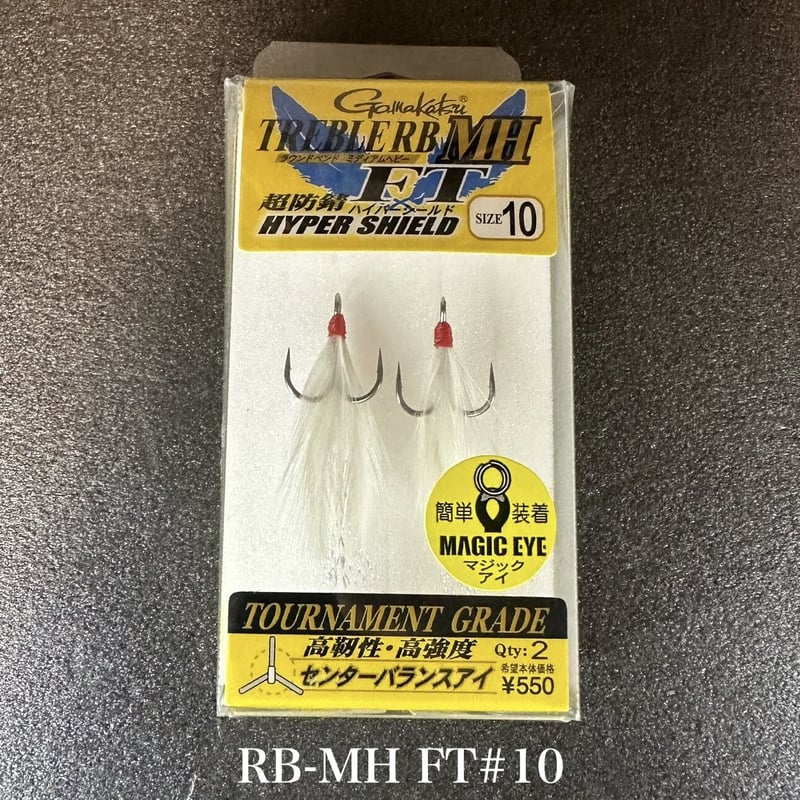 Gamakatsu®
TREBLE RB MH
ラウンドベンド ミディアムヘビー
FT
超防錆 ハイパーシールド
HYPER SHIELD
SIZE 10
簡単 装着
MAGIC EYE
マジック
アイ
TOURNAMENT GRADE
高靭性・高強度
センターバランスアイ
Qty: 2
希望本体価格
¥550
RB-MH FT#10